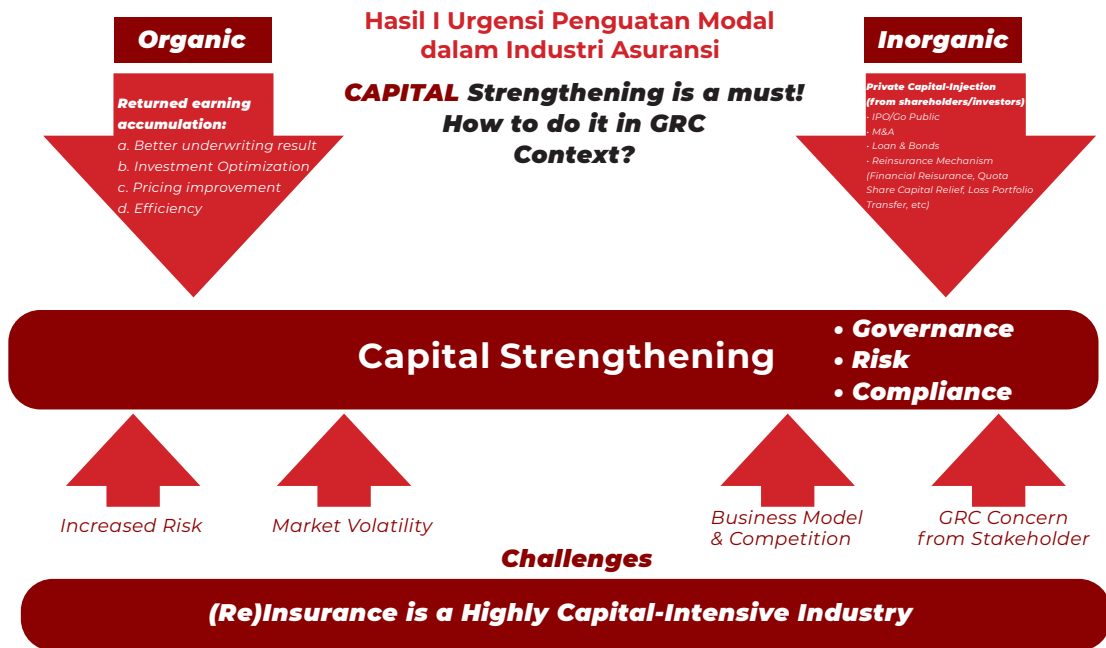 Organic
Hasil I Urgensi Penguatan Modal
dalam Industri Asuransi
Inorganic
CAPITAL Strengthening is a must!
How to do it in GRC
Context?
Returned earning
accumulation:
a. Better underwriting result
b. Investment Optimization
c. Pricing improvement
d. Efficiency
Private Capital-Injection
(from shareholders/investors)
• IPO/Go Public
• M&A
• Loan & Bonds
• Reinsurance Mechanism
(Financial Reisurance, Quota
Share Capital Relief, Loss Portfolio
Transfer, etc)
Capital Strengthening
• Governance
• Risk
• Compliance
Increased Risk
Market Volatility
Business Model
& Competition
GRC Concern
from Stakeholder
Challenges
(Re)Insurance is a Highly Capital-Intensive Industry